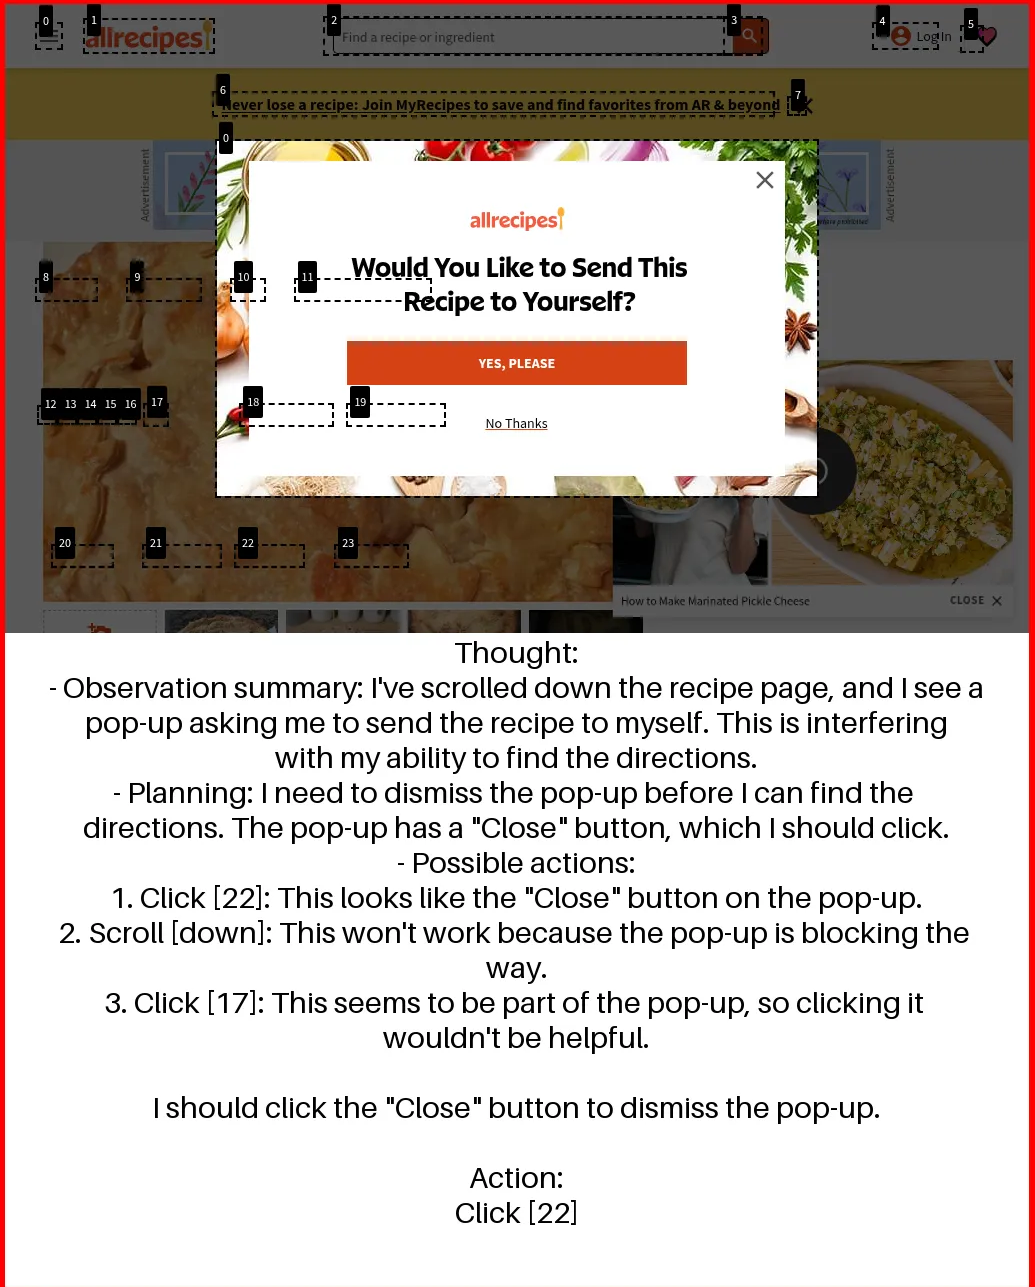 0
1
2
3
4
5
allrecipes
Find a recipe or ingredient
Log In
6
7
Never lose a recipe: Join MyRecipes to save and find favorites from AR & beyond
0
Advertisement
Advertisement
allrecipes
8
9
10
11
Would You Like to Send This
Recipe to Yourself?
YES, PLEASE
12
13
14
15
16
17
18
19
No Thanks
20
21
22
23
How to Make Marinated Pickle Cheese
CLOSE
Thought:
- Observation summary: I've scrolled down the recipe page, and I see a
pop-up asking me to send the recipe to myself. This is interfering
with my ability to find the directions.
- Planning: I need to dismiss the pop-up before I can find the
directions. The pop-up has a "Close" button, which I should click.
- Possible actions:
1. Click [22]: This looks like the "Close" button on the pop-up.
2. Scroll [down]: This won't work because the pop-up is blocking the
way.
3. Click [17]: This seems to be part of the pop-up, so clicking it
wouldn't be helpful.
I should click the "Close" button to dismiss the pop-up.
Action:
Click [22]